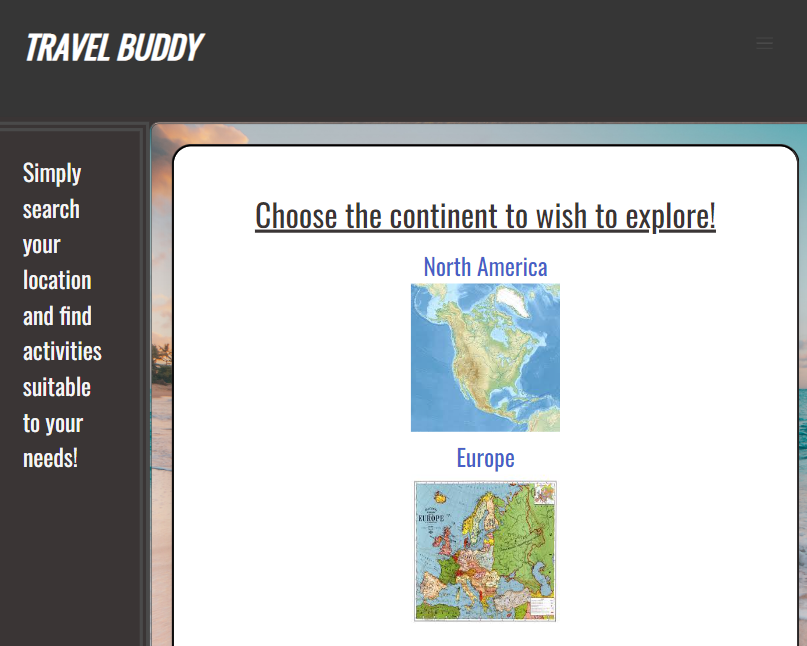 TRAVEL BUDDY
Simply
search
your
location
and find
activities
suitable
to your
needs!
Choose the continent to wish to explore!
North America
Europe
EUROPE